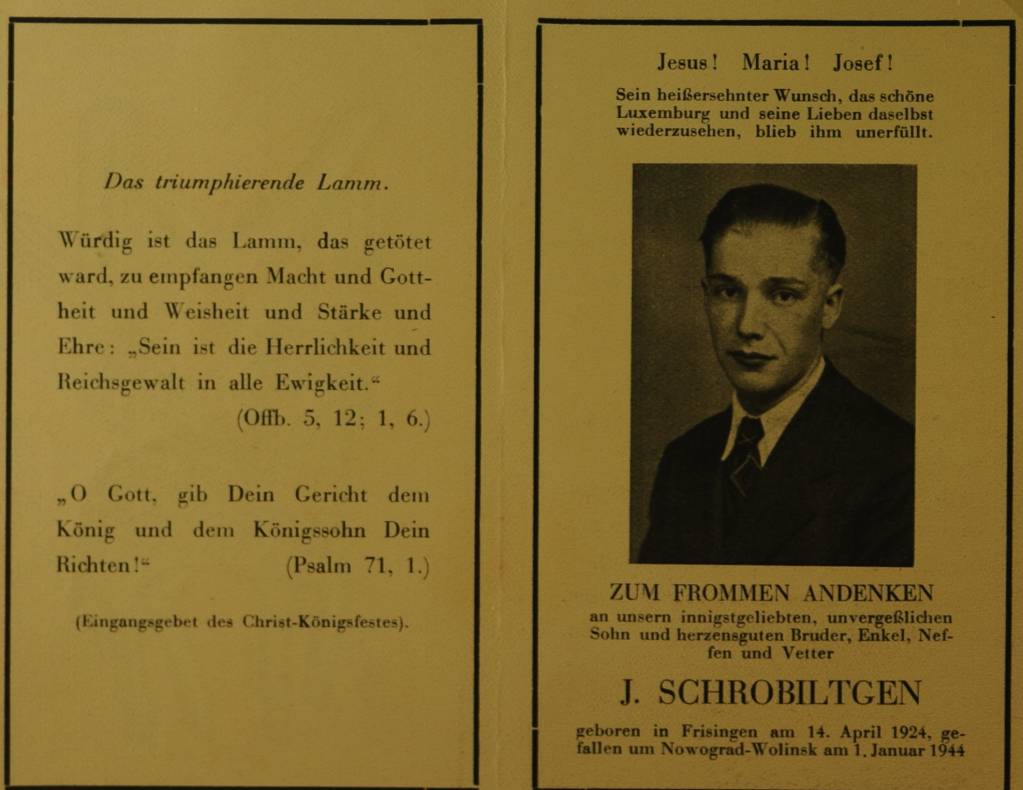 Das triumphierende Lamm.
Würdig ist das Lamm, das getötet
ward, zu empfangen Macht und Gott-
heit und Weisheit und Stärke und
Ehre: „Sein ist die Herrlichkeit und
Reichsgewalt in alle Ewigkeit.“
(Offb. 5, 12; 1, 6.)
„O Gott, gib Dein Gericht dem
König und dem Königssohn Dein
Richten!“ (Psalm 71, 1.)
(Eingangsgebet des Christ-Königsfestes).
Jesus! Maria! Josef!
Sein heißersehnter Wunsch, das schöne
Luxemburg und seine Lieben daselbst
wiederzusehen, blieb ihm unerfüllt.
ZUM FROMMEN ANDENKEN
an unsern innigstgeliebten, unvergeßlichen
Sohn und herzensguten Bruder, Enkel, Nef-
fen und Vetter
J. SCHROBILTGEN
geboren in Frisingen am 14. April 1924, ge-
fallen um Nowograd-Wolinsk am 1. Januar 1944